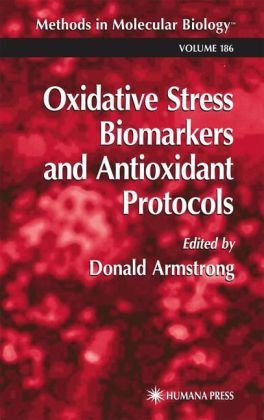 Methods in Molecular Biology™
VOLUME 186
Oxidative Stress
Biomarkers
and Antioxidant
Protocols
Edited by
Donald Armstrong
HUMANA PRESS